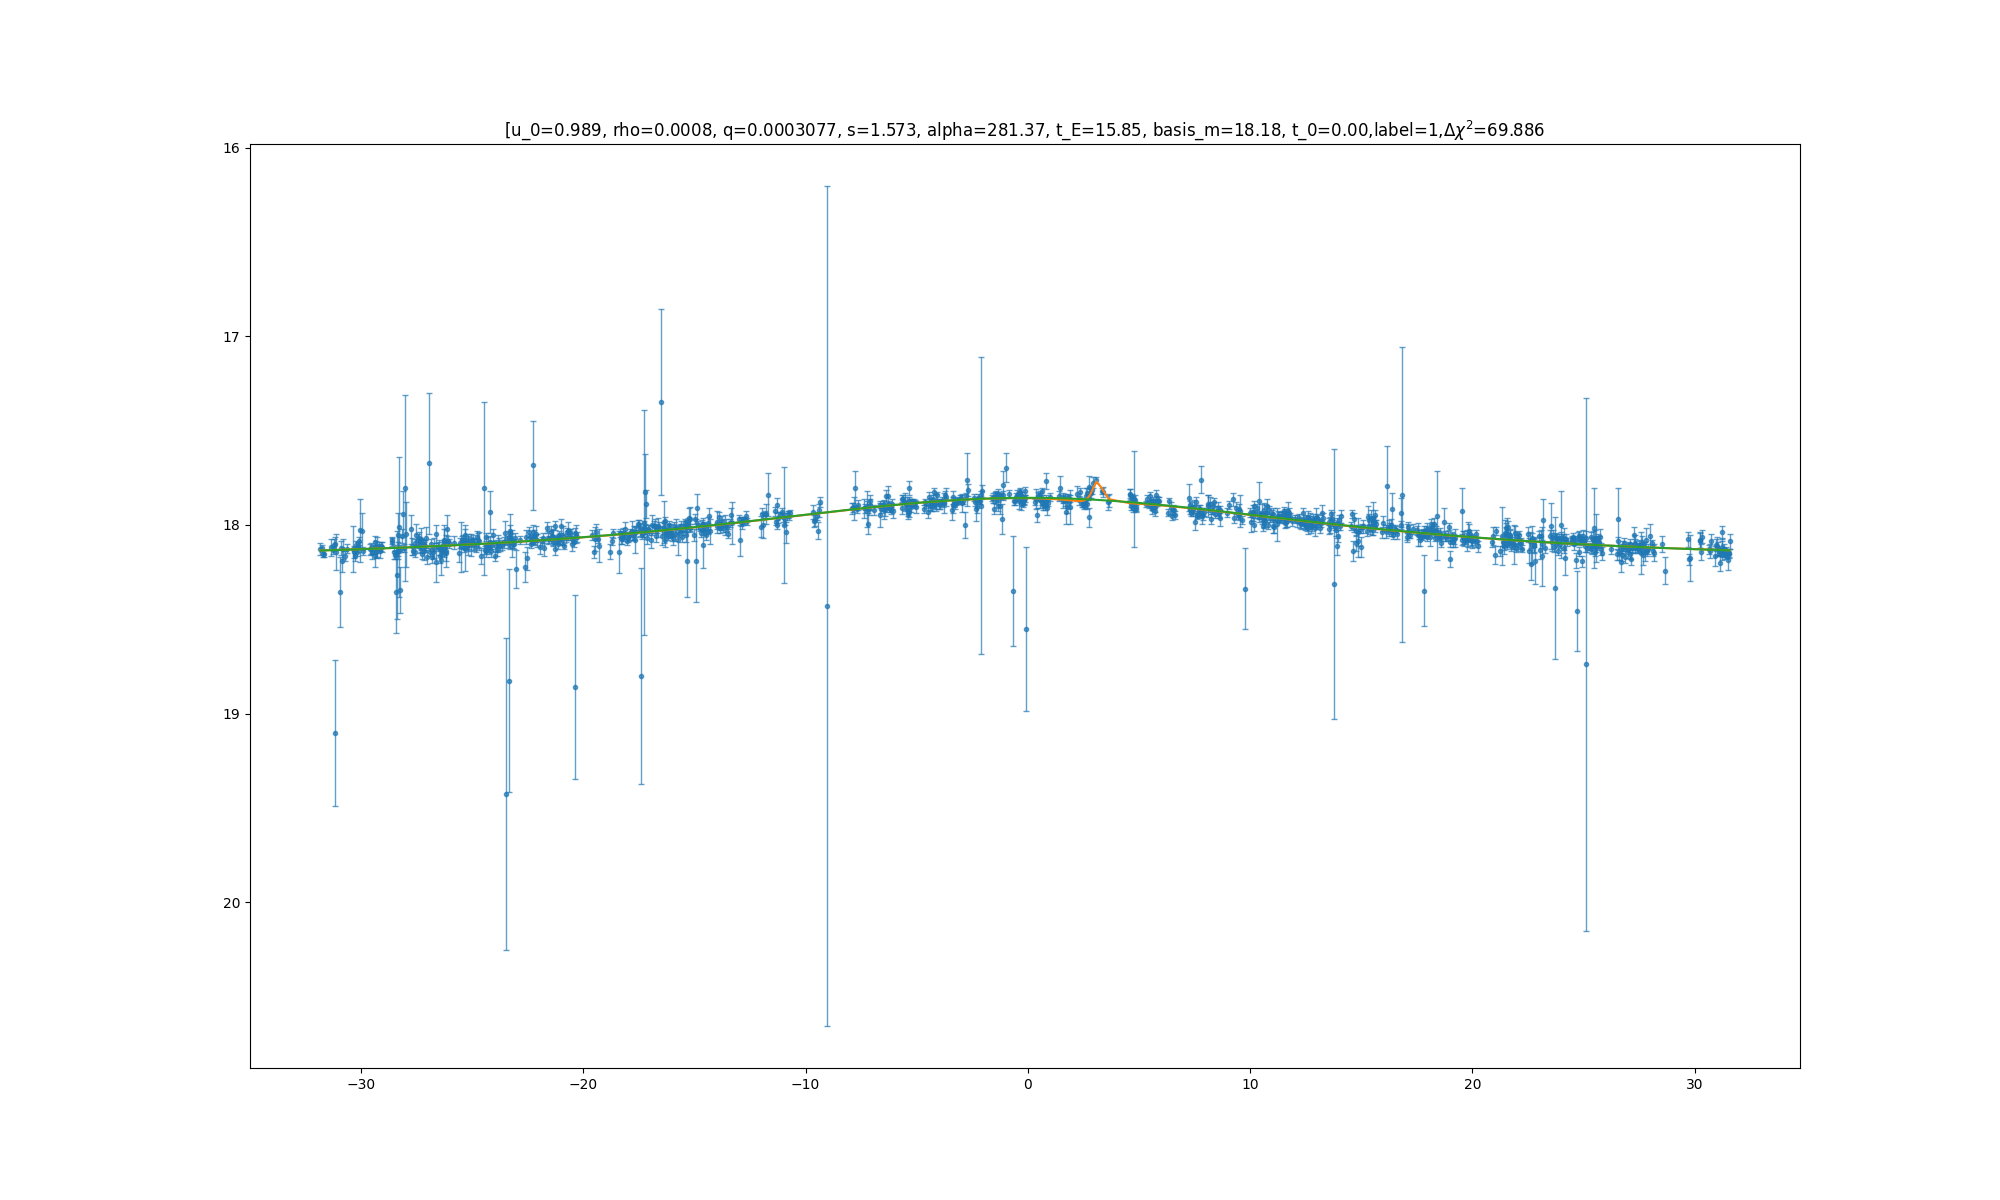 [u_0=0.989, rho=0.0008, q=0.0003077, s=1.573, alpha=281.37, t_E=15.85, basis_m=18.18, t_0=0.00,label=1,Δχ²=69.886
16
17
18
19
20
−30 −20 −10 0 10 20 30